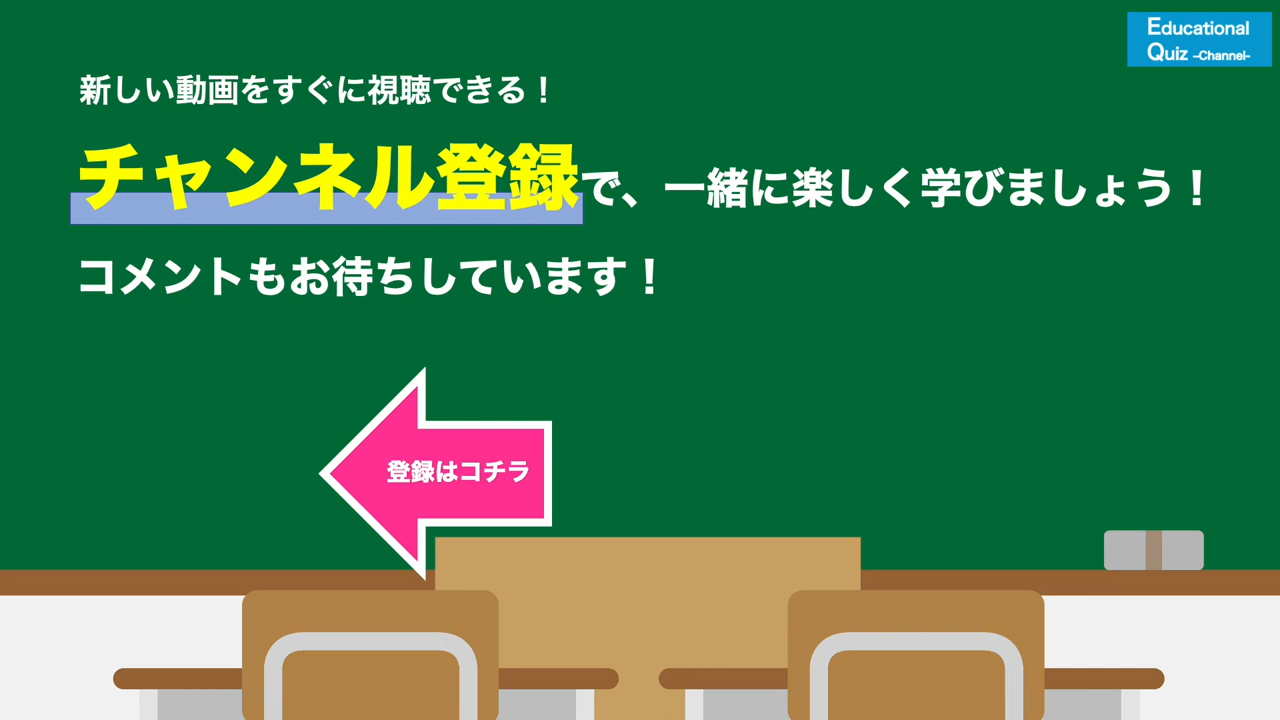 Educational
Quiz -Channel-
新しい動画をすぐに視聴できる！
チャンネル登録で、一緒に楽しく学びましょう！
コメントもお待ちしています！
登録はコチラ